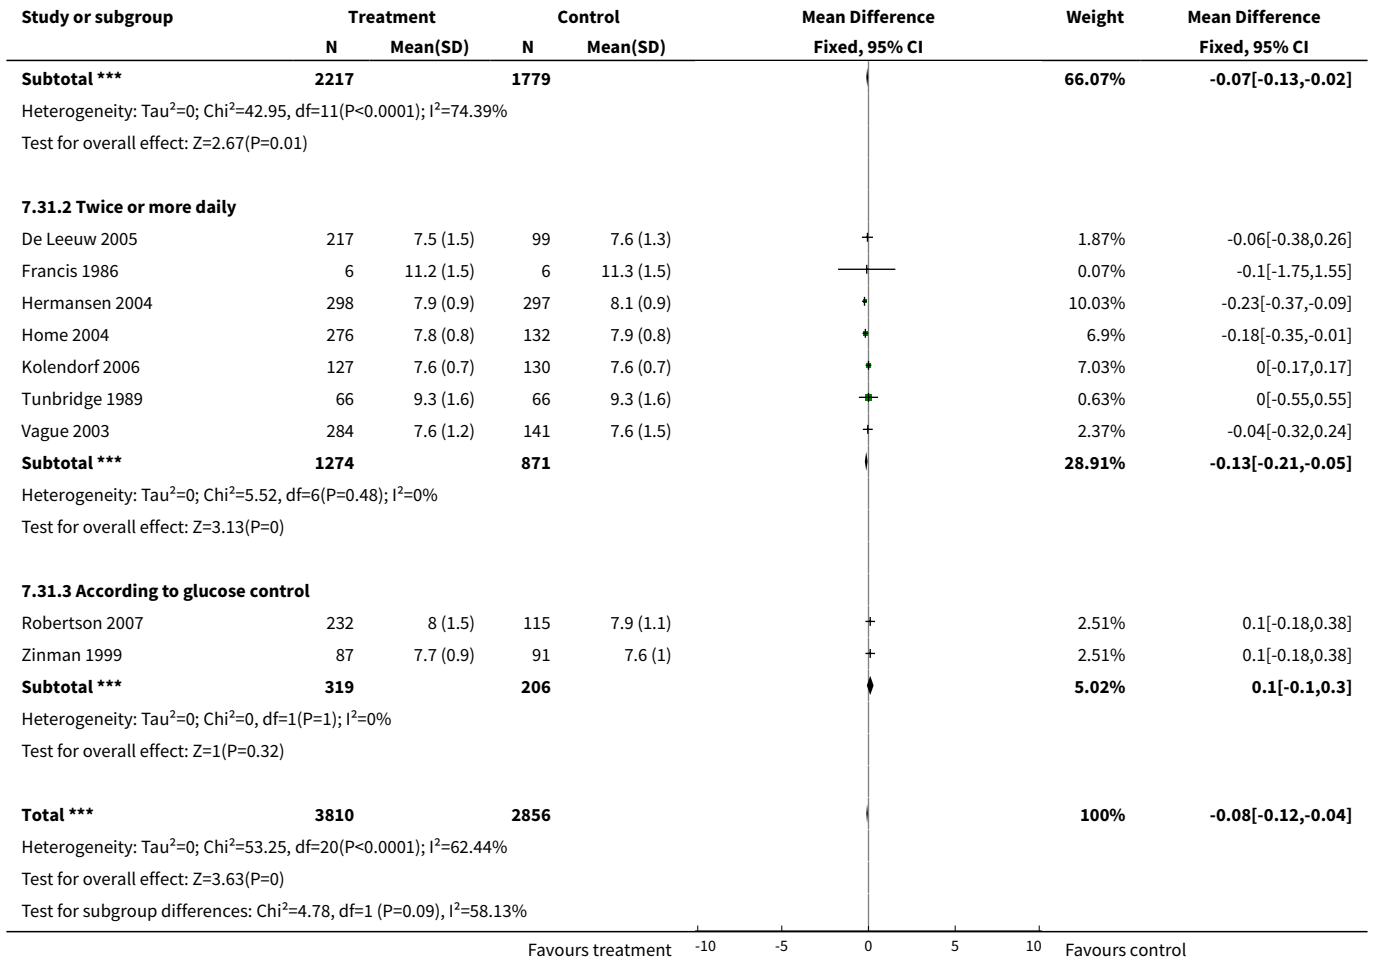 Study or subgroup Treatment Control Mean Difference Weight Mean Difference
N Mean(SD) N Mean(SD) Fixed, 95% CI Fixed, 95% CI
Subtotal *** 2217 1779 66.07% -0.07[-0.13,-0.02]
Heterogeneity: Tau²=0; Chi²=42.95, df=11(P<0.0001); I²=74.39%
Test for overall effect: Z=2.67(P=0.01)
7.31.2 Twice or more daily
De Leeuw 2005 217 7.5 (1.5) 99 7.6 (1.3) 1.87% -0.06[-0.38,0.26]
Francis 1986 6 11.2 (1.5) 6 11.3 (1.5) 0.07% -0.1[-1.75,1.55]
Hermansen 2004 298 7.9 (0.9) 297 8.1 (0.9) 10.03% -0.23[-0.37,-0.09]
Home 2004 276 7.8 (0.8) 132 7.9 (0.8) 6.9% -0.18[-0.35,-0.01]
Kolendorf 2006 127 7.6 (0.7) 130 7.6 (0.7) 7.03% 0[-0.17,0.17]
Tunbridge 1989 66 9.3 (1.6) 66 9.3 (1.6) 0.63% 0[-0.55,0.55]
Vague 2003 284 7.6 (1.2) 141 7.6 (1.5) 2.37% -0.04[-0.32,0.24]
Subtotal *** 1274 871 28.91% -0.13[-0.21,-0.05]
Heterogeneity: Tau²=0; Chi²=5.52, df=6(P=0.48); I²=0%
Test for overall effect: Z=3.13(P=0)
7.31.3 According to glucose control
Robertson 2007 232 8 (1.5) 115 7.9 (1.1) 2.51% 0.1[-0.18,0.38]
Zinman 1999 87 7.7 (0.9) 91 7.6 (1) 2.51% 0.1[-0.18,0.38]
Subtotal *** 319 206 5.02% 0.1[-0.1,0.3]
Heterogeneity: Tau²=0; Chi²=0, df=1(P=1); I²=0%
Test for overall effect: Z=1(P=0.32)
Total *** 3810 2856 100% -0.08[-0.12,-0.04]
Heterogeneity: Tau²=0; Chi²=53.25, df=20(P<0.0001); I²=62.44%
Test for overall effect: Z=3.63(P=0)
Test for subgroup differences: Chi²=4.78, df=1 (P=0.09), I²=58.13%
Favours treatment -10 -5 0 5 10 Favours control